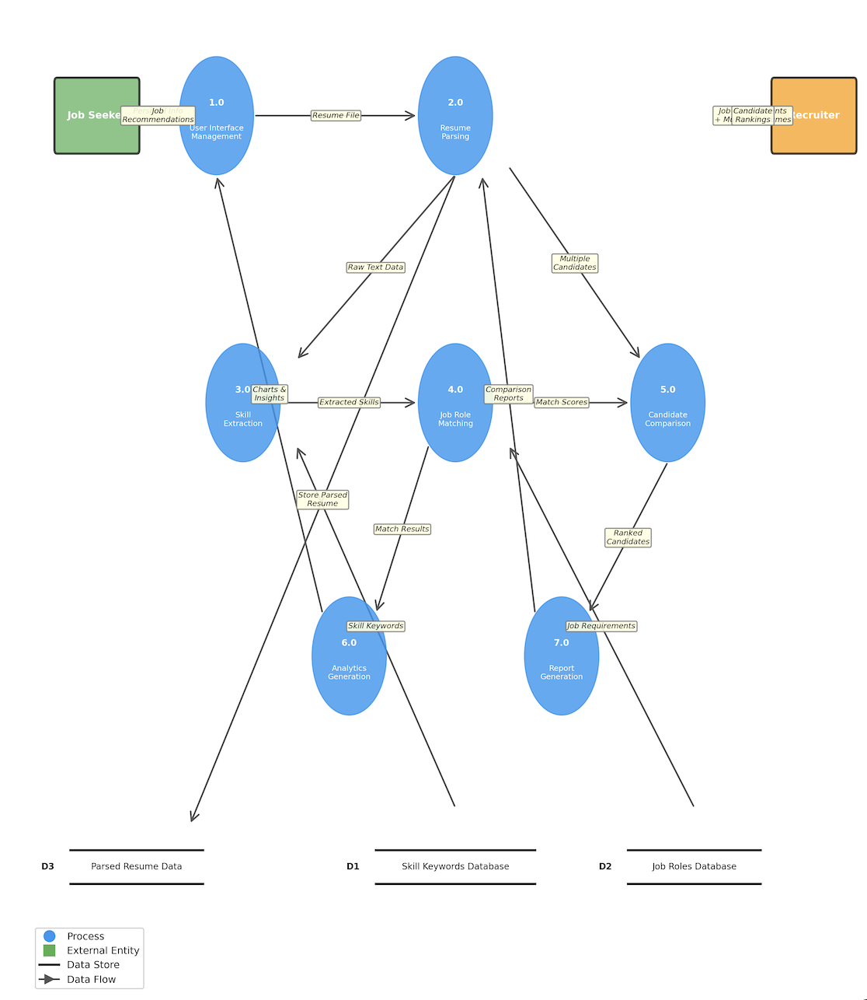 Job Seeke
Job
Recommendations
1.0
User Interface
Management
Resume File
2.0
Resume
Parsing
Job
Candidate
Rankings
Recruiter
Raw Text Data
Multiple
Candidates
3.0
Skill
Extraction
Charts &
Insights
Extracted Skills
4.0
Job Role
Matching
Comparison
Reports
Match Scores
5.0
Candidate
Comparison
Store Parsed
Resume
Match Results
Ranked
Candidates
Skill Keywords
6.0
Analytics
Generation
Job Requirements
7.0
Report
Generation
D3 Parsed Resume Data
D1 Skill Keywords Database
D2 Job Roles Database
Process
External Entity
Data Store
Data Flow